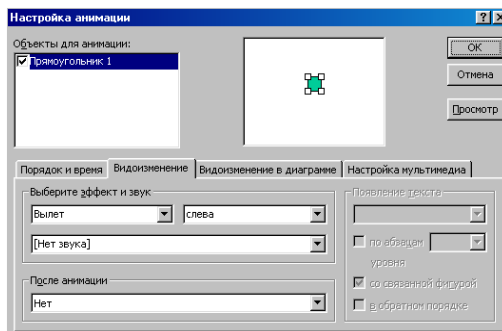 Настройка анимации
Объекты для анимации:
Прямоугольник 1
ОК
Отмена
Просмотр
Порядок и время
Видоизменение
Видоизменение в диаграмме
Настройка мультимедиа
Выберите эффект и звук
Вылет
слева
[Нет звука]
После анимации
Нет
Появление текста
по абзацам
уровня
со связанной фигурой
в обратном порядке